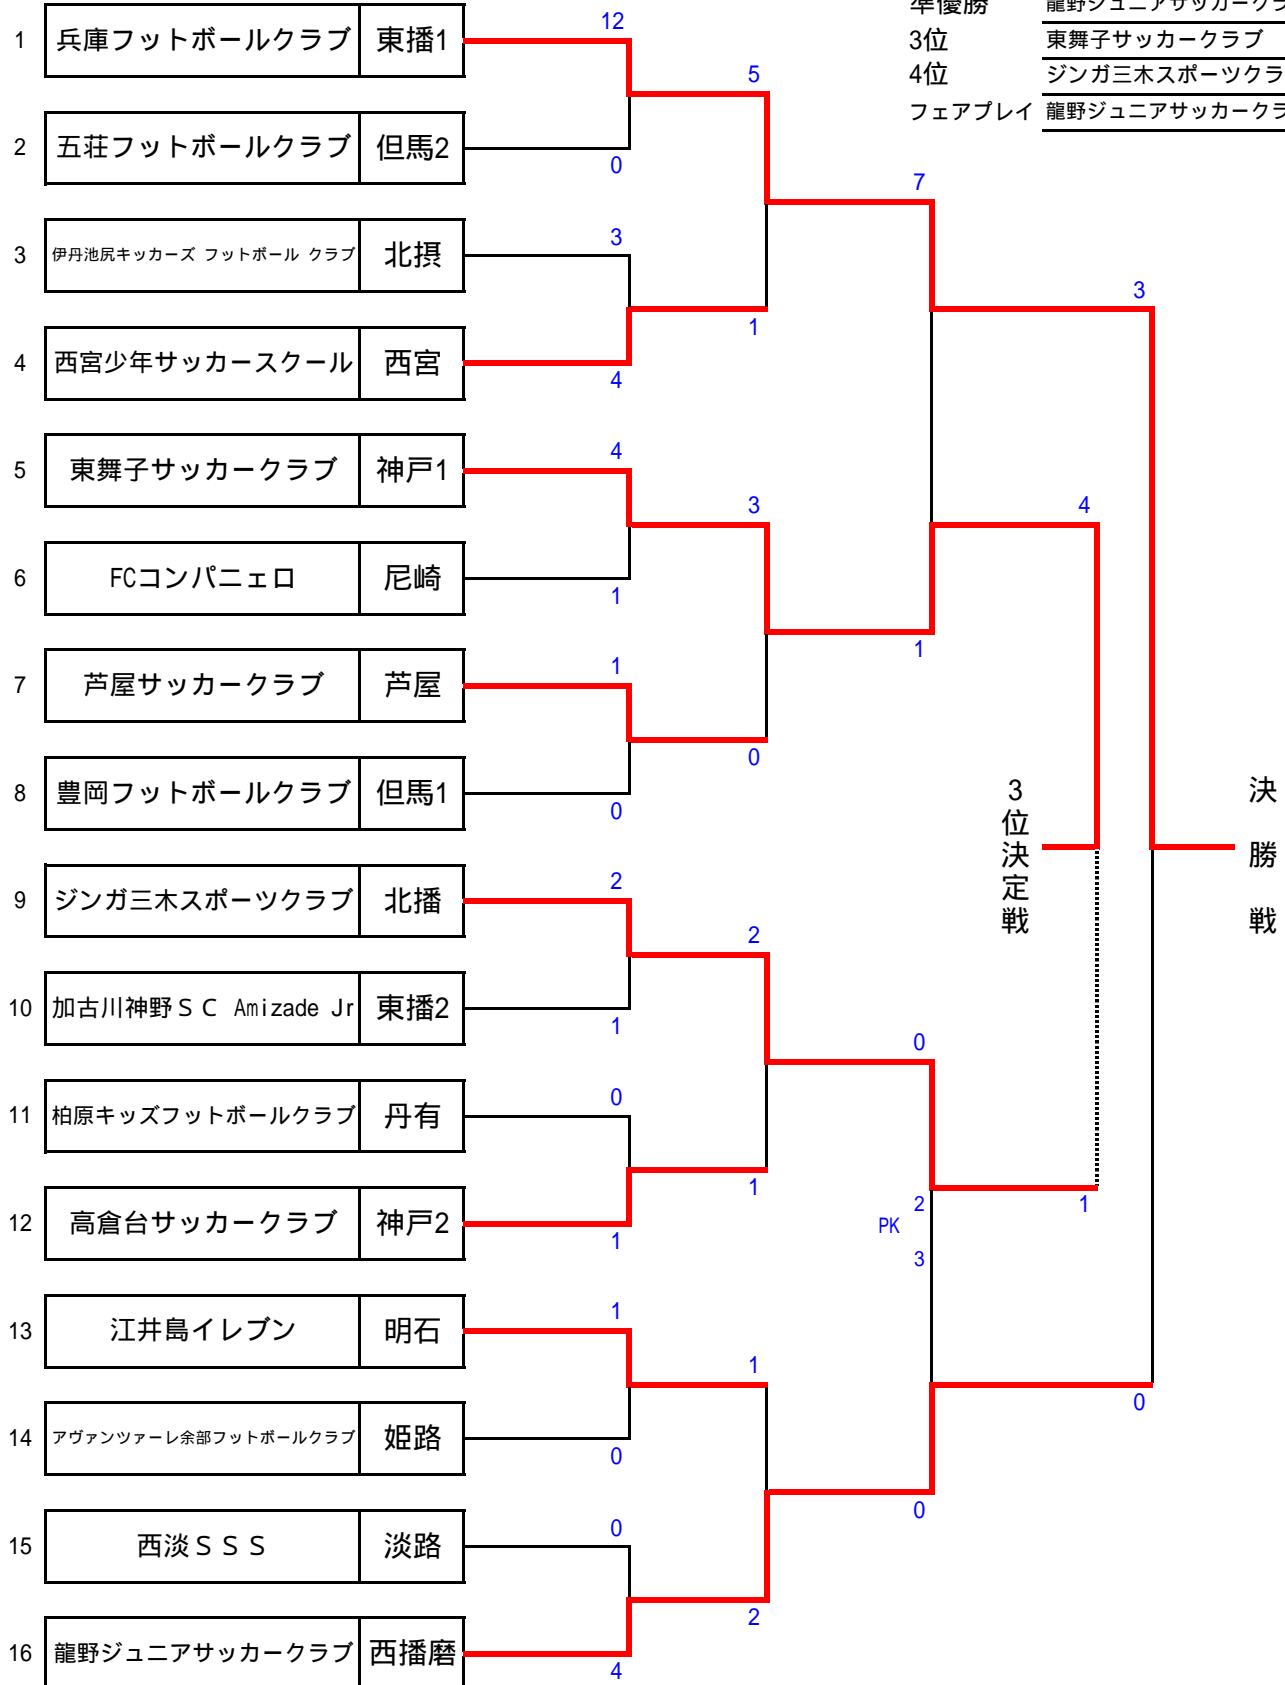 準優勝 龍野ジュニアサッカークラ
3位 東舞子サッカークラブ
4位 ジンガ三木スポーツクラ
フェアプレイ 龍野ジュニアサッカークラ
1 兵庫フットボールクラブ 東播1
12
5
2 五荘フットボールクラブ 但馬2
0
7
3 伊丹池尻キッカーズ フットボール クラブ 北摂
3
3
1
4 西宮少年サッカースクール 西宮
4
5 東舞子サッカークラブ 神戸1
4
3
4
6 FCコンパニェロ 尼崎
1
1
7 芦屋サッカークラブ 芦屋
1
0
8 豊岡フットボールクラブ 但馬1
0
3位決定戦
決勝戦
9 ジンガ三木スポーツクラブ 北播
2
2
10 加古川神野ＳＣ Amizade Jr 東播2
1
0
11 柏原キッズフットボールクラブ 丹有
0
1
12 高倉台サッカークラブ 神戸2
1
2
PK
3
1
13 江井島イレブン 明石
1
1
14 アヴァンツァーレ余部フットボールクラブ 姫路
0
0
15 西淡ＳＳＳ 淡路
0
0
2
16 龍野ジュニアサッカークラブ 西播磨
4